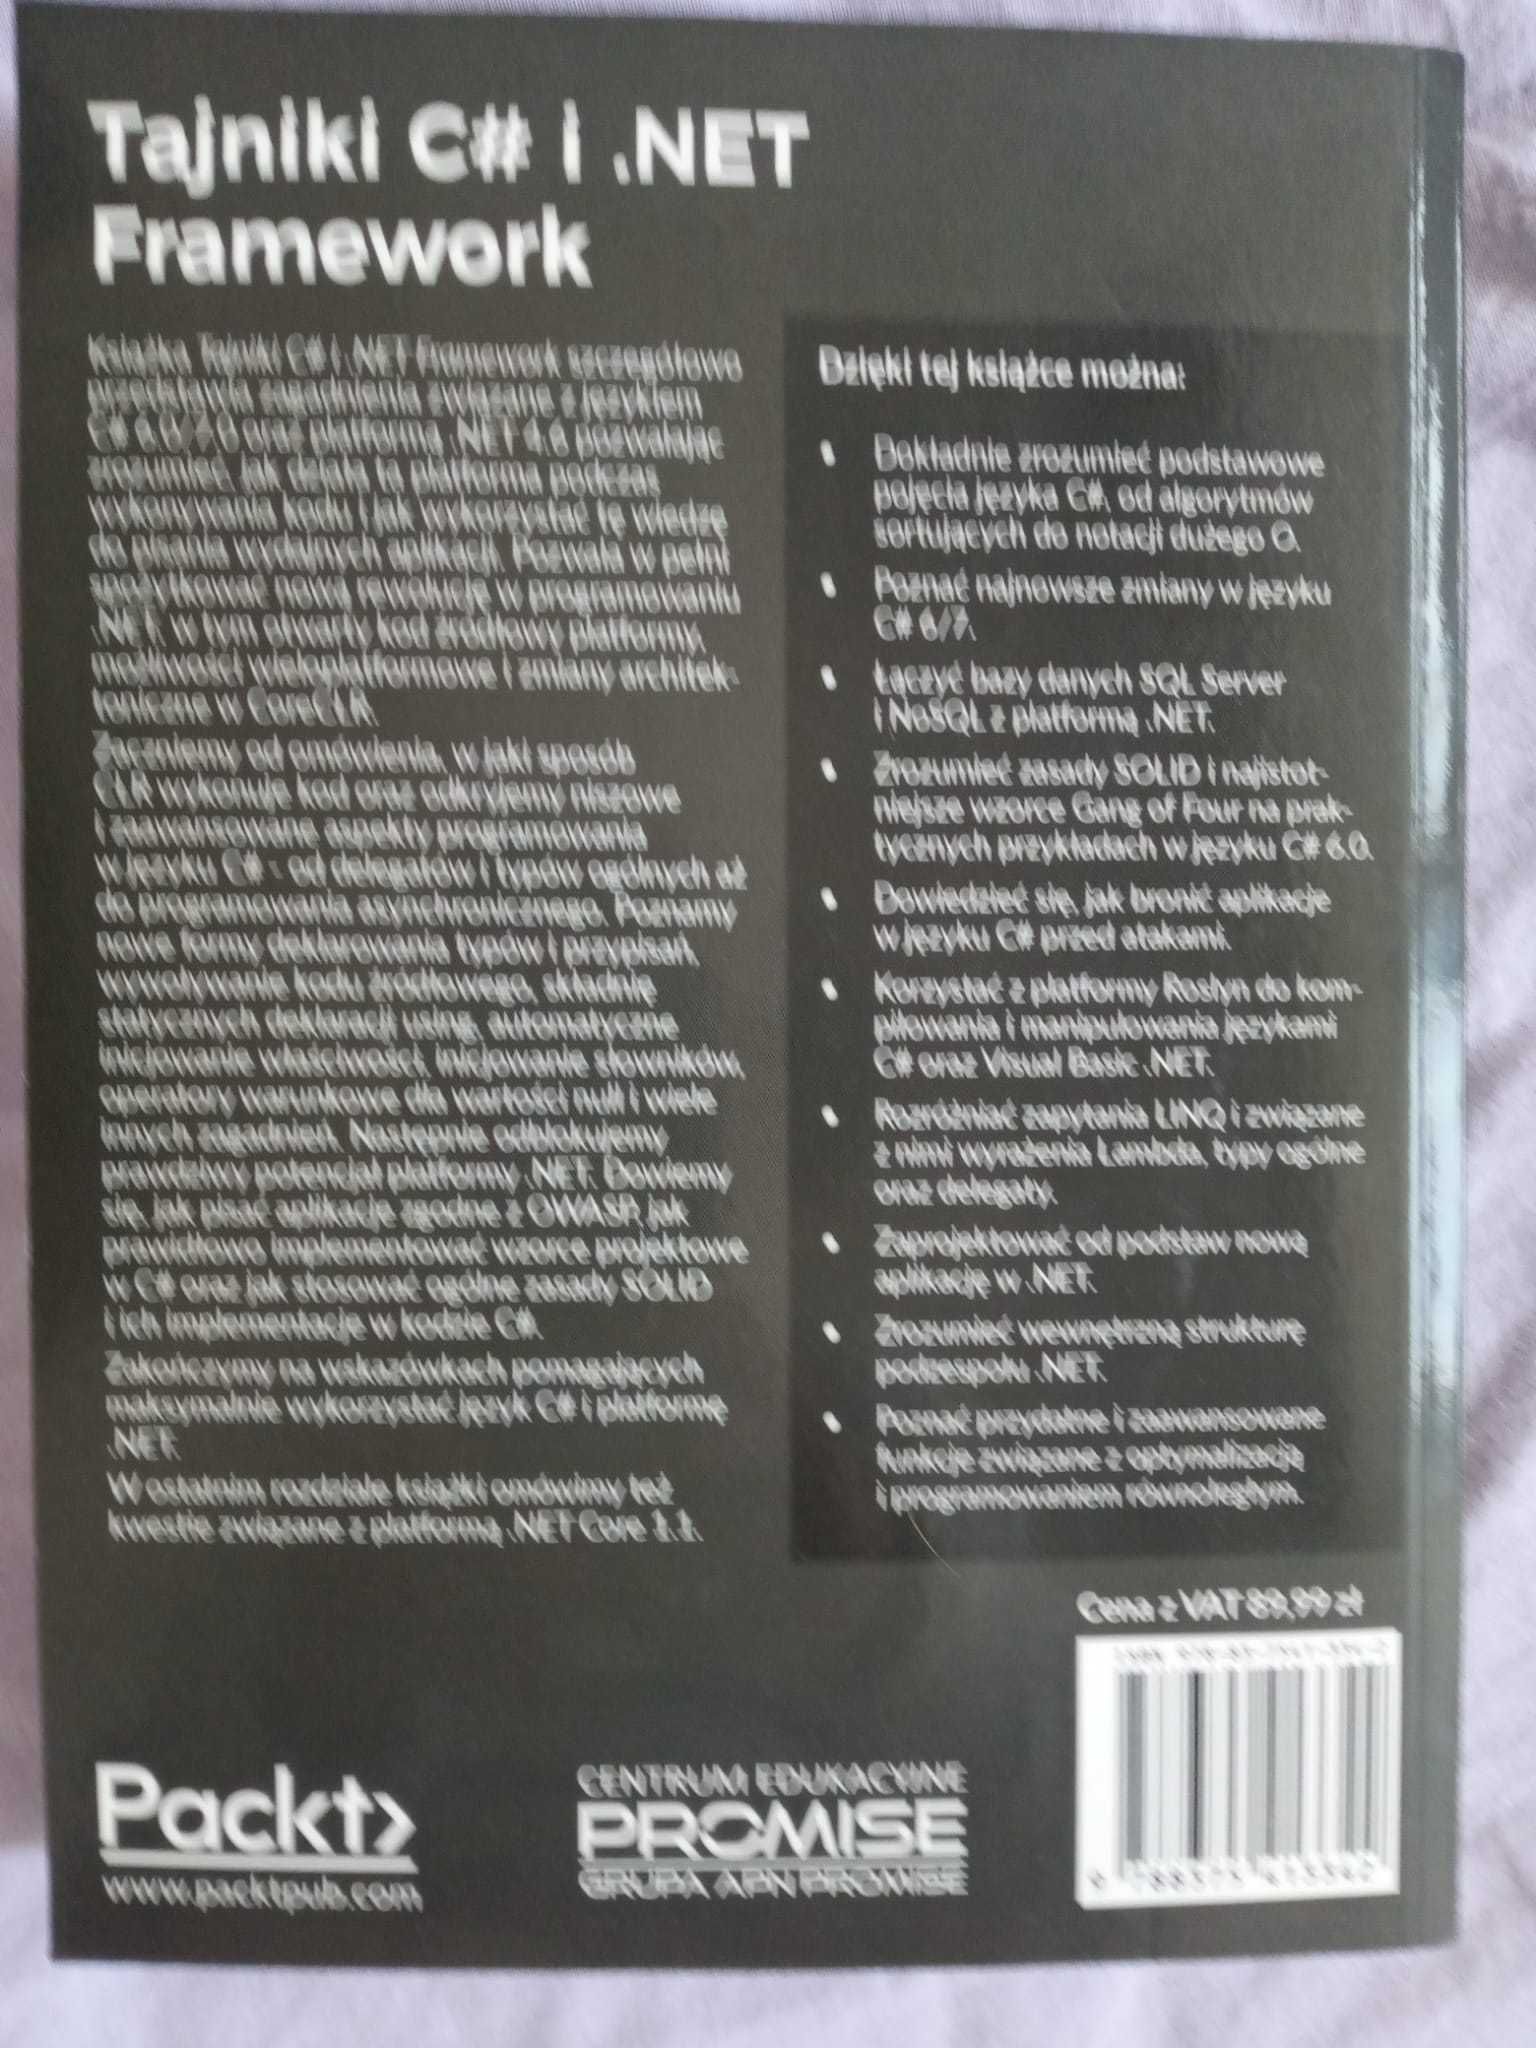 Tajniki C# i .NET
Framework
Książka Tajniki C# i .NET Framework szczegółowo
przedstawia zagadnienia związane z językiem
C# 6.0/7.0 oraz platformą .NET 4.6 pozwalając
zrozumieć, jak działa ta platforma podczas
wykonywania kodu i jak wykorzystać tę wiedzę
do pisania wydajnych aplikacji. Pozwala w pełni
spożytkować nową rewolucję w programowaniu
.NET, w tym otwarty kod źródłowy platformy,
możliwości wieloplatformowe i zmiany architek-
toniczne w CoreCLR.
Zaczniemy od omówienia, w jaki sposób
CLR wykonuje kod oraz odkryjemy niszowe
i zaawansowane aspekty programowania
w języku C# - od delegatów i typów ogólnych aż
do programowania asynchronicznego. Poznamy
nowe formy deklarowania typów i przypisań,
wywoływanie kodu źródłowego, składnię
statycznych deklaracji using, automatyczne
inicjowanie właściwości, inicjowanie słowników,
operatory warunkowe dla wartości null i wiele
innych zagadnień. Następnie odblokujemy
prawdziwy potencjał platformy .NET. Dowiemy
się, jak pisać aplikacje zgodne z OWASP, jak
prawidłowo implementować wzorce projektowe
w C# oraz jak stosować ogólne zasady SOLID
i ich implementacje w kodzie C#.
Zakończymy na wskazówkach pomagających
maksymalnie wykorzystać język C# i platformę
.NET.
W ostatnim rozdziale książki omówimy też
kwestie związane z platformą .NET Core 1.1.
Dzięki tej książce można:
• Dokładnie zrozumieć podstawowe
pojęcia języka C#, od algorytmów
sortujących do notacji dużego O.
• Poznać najnowsze zmiany w języku
C# 6/7.
• Łączyć bazy danych SQL Server
i NoSQL z platformą .NET.
• Zrozumieć zasady SOLID i najistot-
niejsze wzorce Gang of Four na prak-
tycznych przykładach w języku C# 6.0.
• Dowiedzieć się, jak bronić aplikacje
w języku C# przed atakami.
• Korzystać z platformy Roslyn do kom-
pilowania i manipulowania językami
C# oraz Visual Basic .NET.
• Rozróżniać zapytania LINQ i związane
z nimi wyrażenia Lambda, typy ogólne
oraz delegaty.
• Zaprojektować od podstaw nową
aplikację w .NET.
• Zrozumieć wewnętrzną strukturę
podzespołu .NET.
• Poznać przydatne i zaawansowane
funkcje związane z optymalizacją
i programowaniem równoległym.
Cena z VAT 89,99 zł
ISBN
Packt>
www.packtpub.com
CENTRUM EDUKACYJNE
PROMISE
GRUPA APN PROMISE